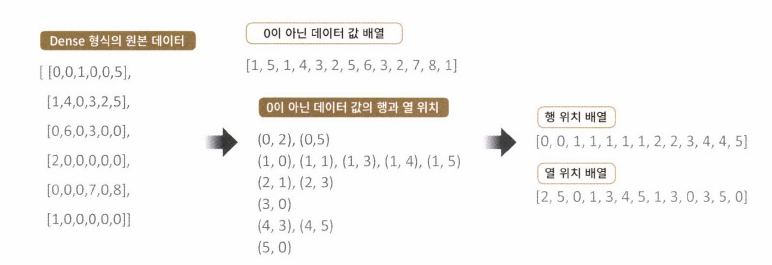 Dense 형식의 원본 데이터
[ [0,0,1,0,0,5],
[1,4,0,3,2,5],
[0,6,0,3,0,0],
[2,0,0,0,0,0],
[0,0,0,7,0,8],
[1,0,0,0,0,0]]
0이 아닌 데이터 값 배열
[1, 5, 1, 4, 3, 2, 5, 6, 3, 2, 7, 8, 1]
0이 아닌 데이터 값의 행과 열 위치
(0, 2), (0,5)
(1, 0), (1, 1), (1, 3), (1, 4), (1, 5)
(2, 1), (2, 3)
(3, 0)
(4, 3), (4, 5)
(5, 0)
행 위치 배열
[0, 0, 1, 1, 1, 1, 1, 2, 2, 3, 4, 4, 5]
열 위치 배열
[2, 5, 0, 1, 3, 4, 5, 1, 3, 0, 3, 5, 0]